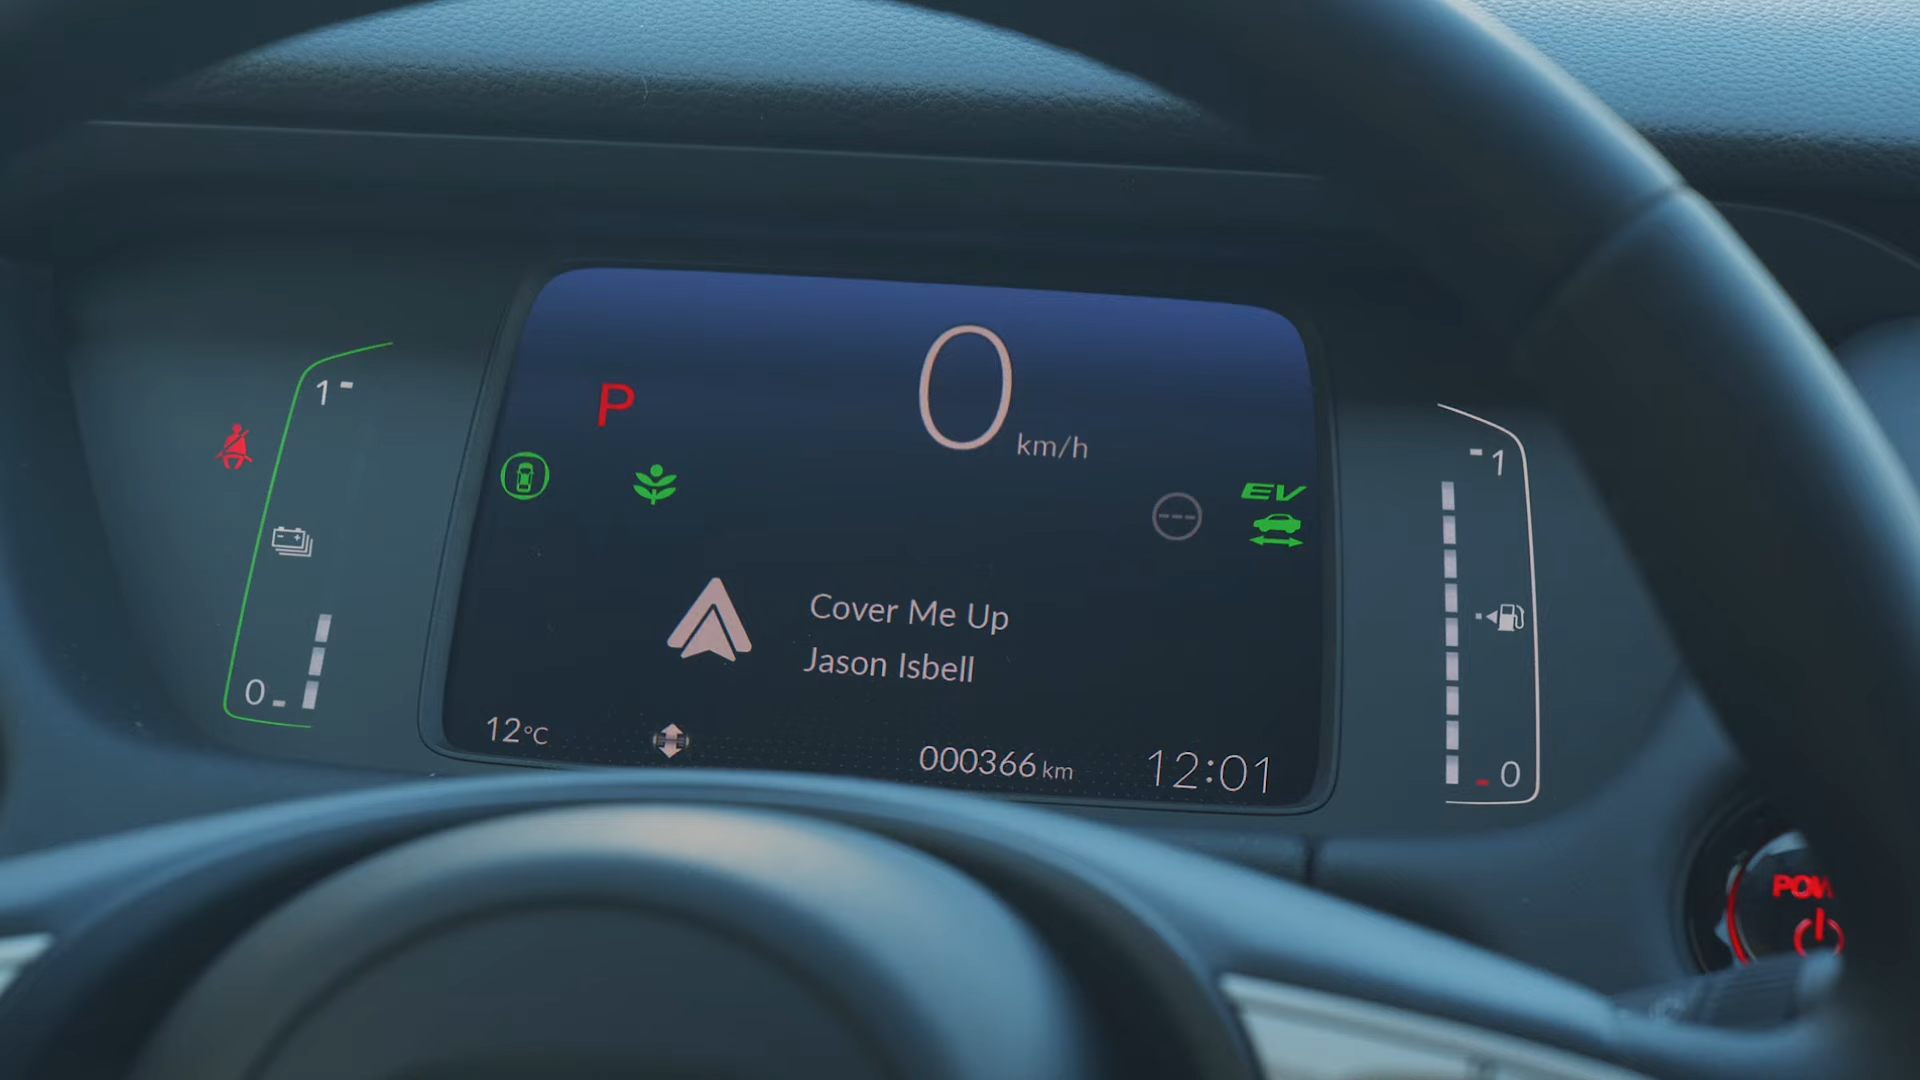 0
km/h
P
1
1
EV
Cover Me Up
Jason Isbell
0
12°C
000366 km
12:01
0